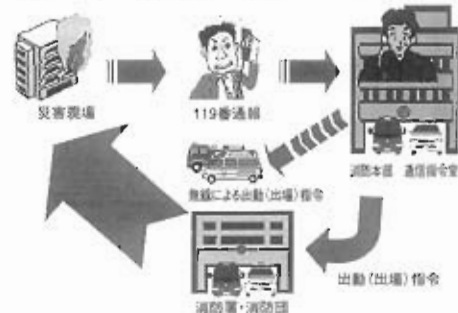 災害現場
119番通報
消防本部 通信指令室
無線による出動(出場)指令
出動(出場)指令
消防署・消防団